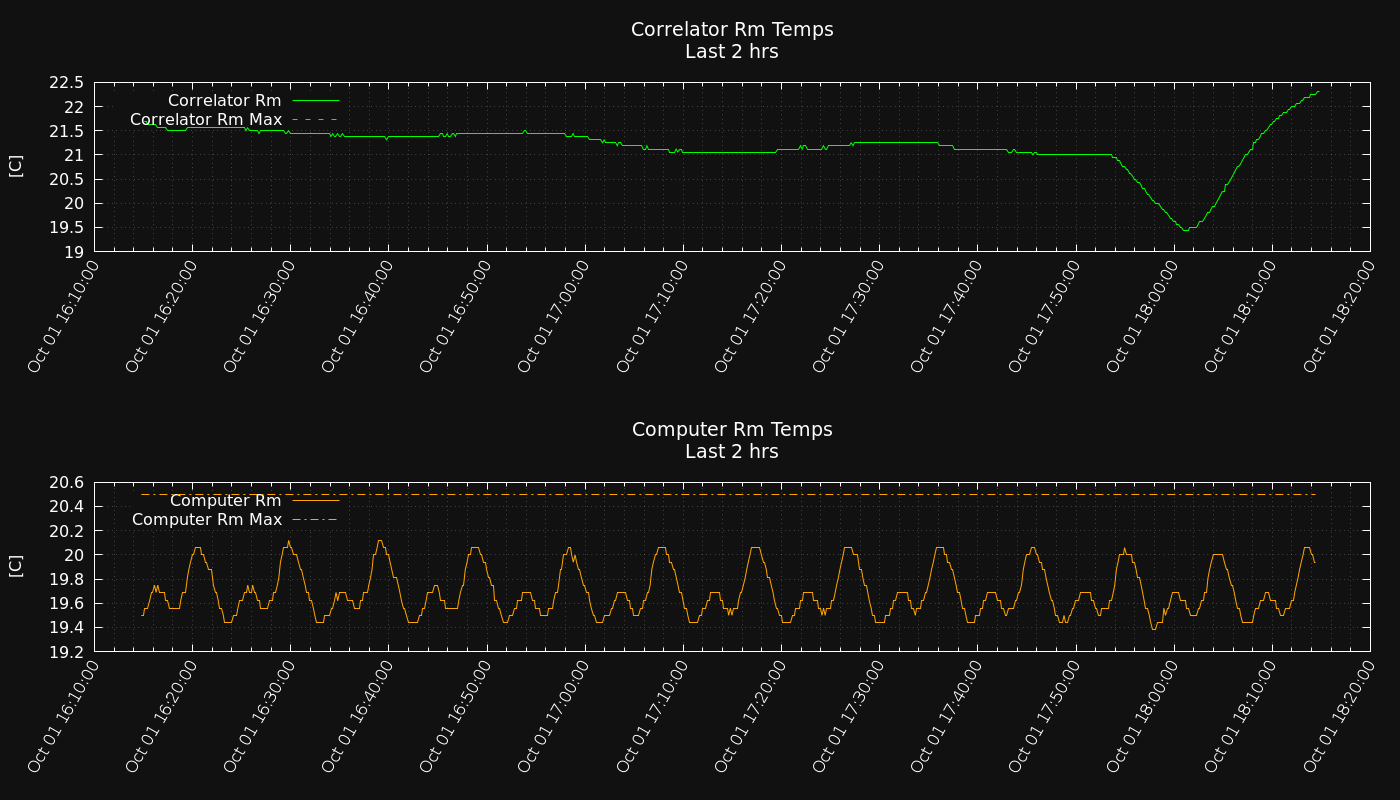 Correlator Rm Temps
Last 2 hrs
22.5
22
21.5
21
20.5
20
19.5
19
[C]
Correlator Rm
Correlator Rm Max
Oct 01 16:10:00
Oct 01 16:20:00
Oct 01 16:30:00
Oct 01 16:40:00
Oct 01 16:50:00
Oct 01 17:00:00
Oct 01 17:10:00
Oct 01 17:20:00
Oct 01 17:30:00
Oct 01 17:40:00
Oct 01 17:50:00
Oct 01 18:00:00
Oct 01 18:10:00
Oct 01 18:20:00
Computer Rm Temps
Last 2 hrs
20.6
20.4
20.2
20
19.8
19.6
19.4
19.2
[C]
Computer Rm
Computer Rm Max
Oct 01 16:10:00
Oct 01 16:20:00
Oct 01 16:30:00
Oct 01 16:40:00
Oct 01 16:50:00
Oct 01 17:00:00
Oct 01 17:10:00
Oct 01 17:20:00
Oct 01 17:30:00
Oct 01 17:40:00
Oct 01 17:50:00
Oct 01 18:00:00
Oct 01 18:10:00
Oct 01 18:20:00